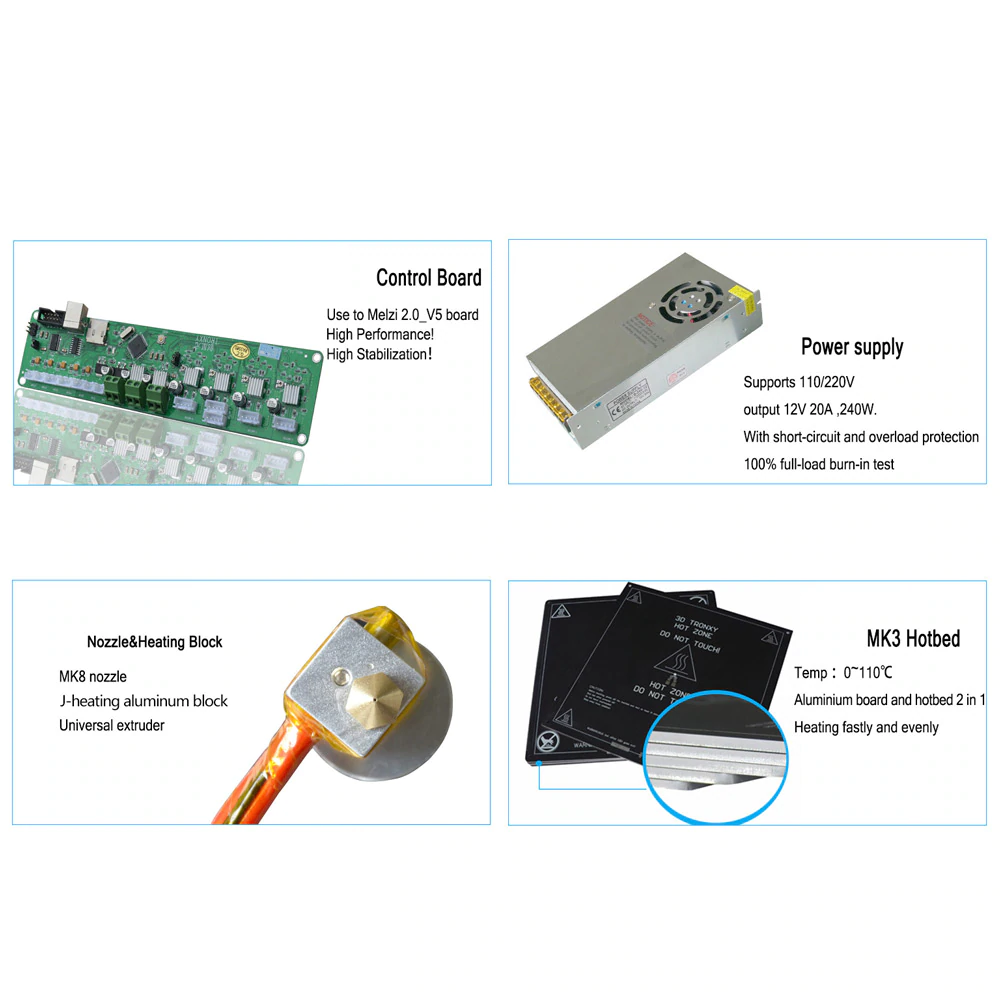 Control Board
Use to Melzi 2.0_V5 board
High Performance!
High Stabilization!
TRONXY
Power supply
Supports 110/220V
output 12V 20A ,240W.
With short-circuit and overload protection
100% full-load burn-in test
Nozzle&Heating Block
MK8 nozzle
J-heating aluminum block
Universal extruder
3D TRONXY
HOT ZONE
DO NOT TOUCH!
HOT ZONE
DO NOT
MK3 Hotbed
Temp : 0~110℃
Aluminium board and hotbed 2 in 1
Heating fastly and evenly